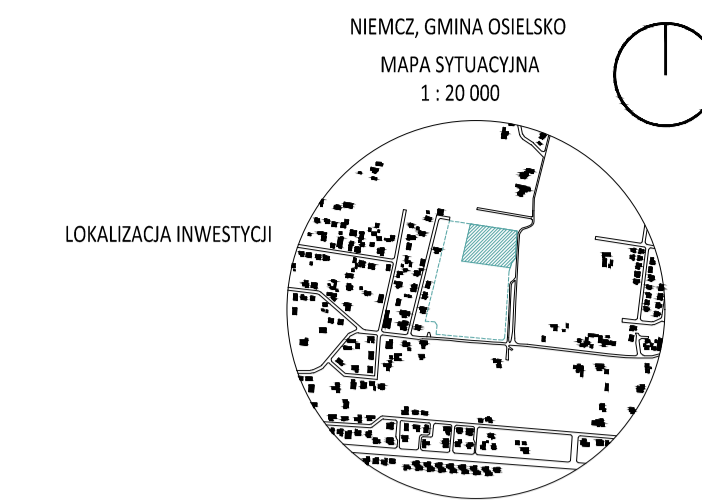 NIEMCZ, GMINA OSIELSKO
MAPA SYTUACYJNA
1 : 20 000
LOKALIZACJA INWESTYCJI